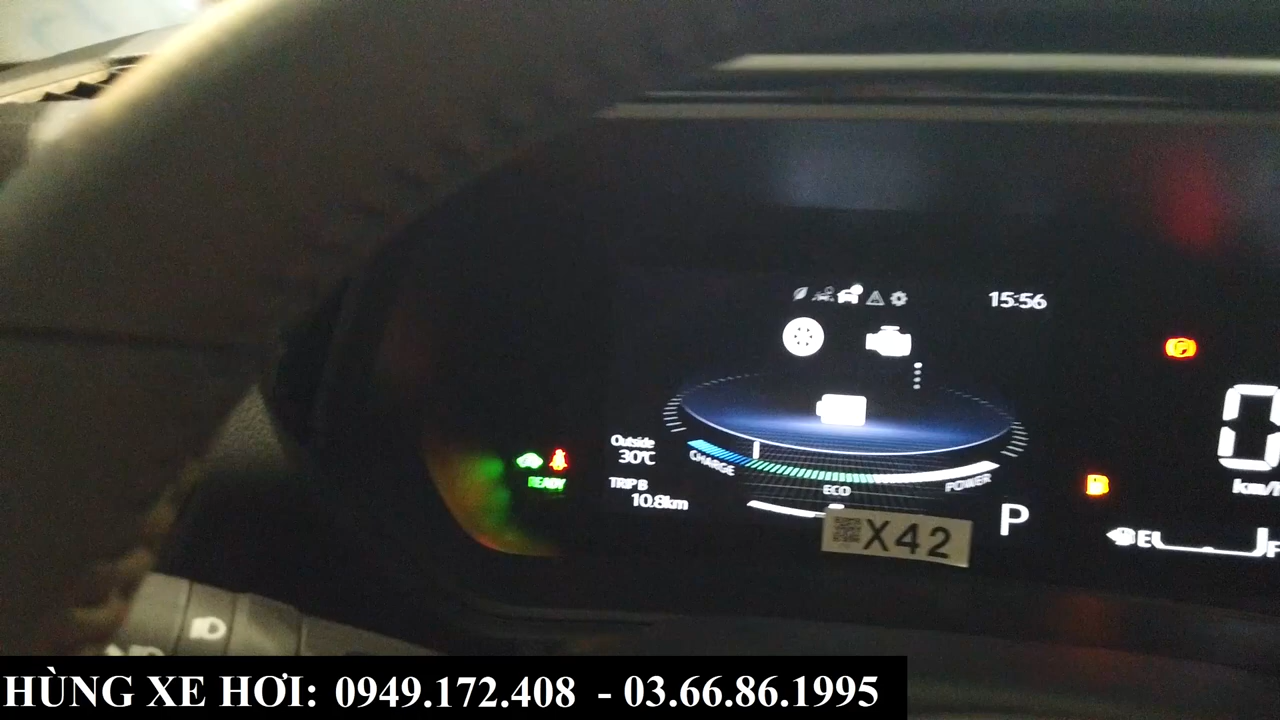 15:56
Outside
30℃
READY
CHARGE
ECO
POWER
TRIP B
10.8km
X42
P
0
km/h
E
F
HÙNG XE HƠI: 0949.172.408 - 03.66.86.1995